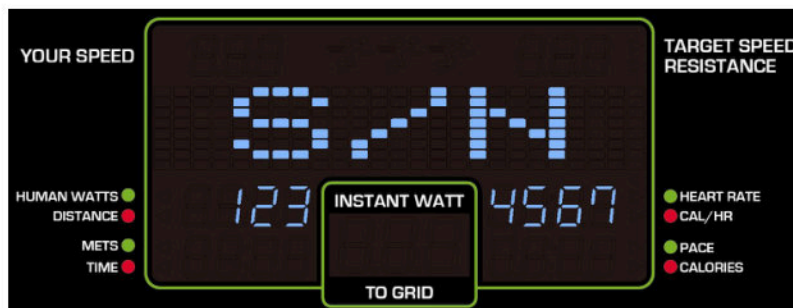 YOUR SPEED
TARGET SPEED
RESISTANCE
S/N
HUMAN WATTS
DISTANCE
123
INSTANT WATT
4567
HEART RATE
CAL/HR
METS
TIME
TO GRID
PACE
CALORIES